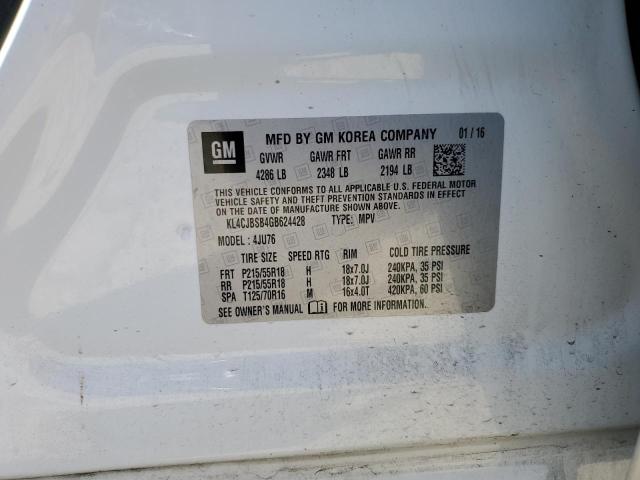 GM
MFD BY GM KOREA COMPANY 01 / 16
GVWR GAWR FRT GAWR RR
4286 LB 2348 LB 2194 LB
THIS VEHICLE CONFORMS TO ALL APPLICABLE U.S. FEDERAL MOTOR
VEHICLE SAFETY AND THEFT PREVENTION STANDARDS IN EFFECT
ON THE DATE OF MANUFACTURE SHOWN ABOVE.
KL4CJBSB4GB624428 TYPE: MPV
MODEL : 4JU76
TIRE SIZE SPEED RTG RIM COLD TIRE PRESSURE
FRT P215/55R18 H 18x7.0J 240KPA, 35 PSI
RR P215/55R18 H 18x7.0J 240KPA, 35 PSI
SPA T125/70R16 M 16x4.0T 420KPA, 60 PSI
SEE OWNER'S MANUAL FOR MORE INFORMATION.